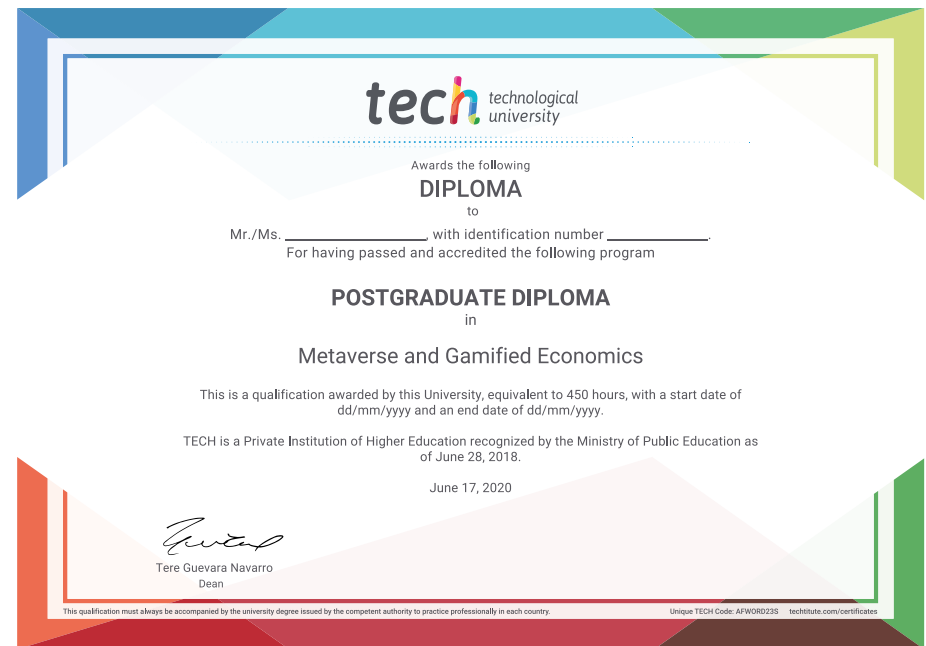 tech technological
university
Awards the following
DIPLOMA
to
Mr./Ms. ____________________, with identification number ______________.
For having passed and accredited the following program
POSTGRADUATE DIPLOMA
in
Metaverse and Gamified Economics
This is a qualification awarded by this University, equivalent to 450 hours, with a start date of
dd/mm/yyyy and an end date of dd/mm/yyyy.
TECH is a Private Institution of Higher Education recognized by the Ministry of Public Education as
of June 28, 2018.
June 17, 2020
Tere Guevara Navarro
Dean
This qualification must always be accompanied by the university degree issued by the competent authority to practice professionally in each country. Unique TECH Code: AFWORD23S techtitute.com/certificates